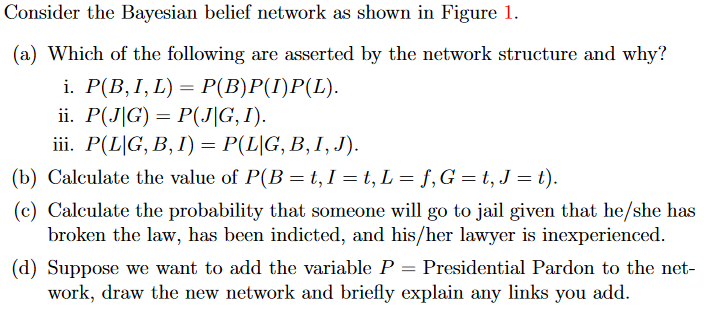 Consider the Bayesian belief network as shown in Figure 1.
(a) Which of the following are asserted by the network structure and why?
i. P(B, I, L) = P(B)P(I)P(L).
ii. P(J|G) = P(J|G, I).
iii. P(L|G, B, I) = P(L|G, B, I, J).
(b) Calculate the value of P(B = t, I = t, L = f, G = t, J = t).
(c) Calculate the probability that someone will go to jail given that he/she has
broken the law, has been indicted, and his/her lawyer is inexperienced.
(d) Suppose we want to add the variable P = Presidential Pardon to the net-
work, draw the new network and briefly explain any links you add.